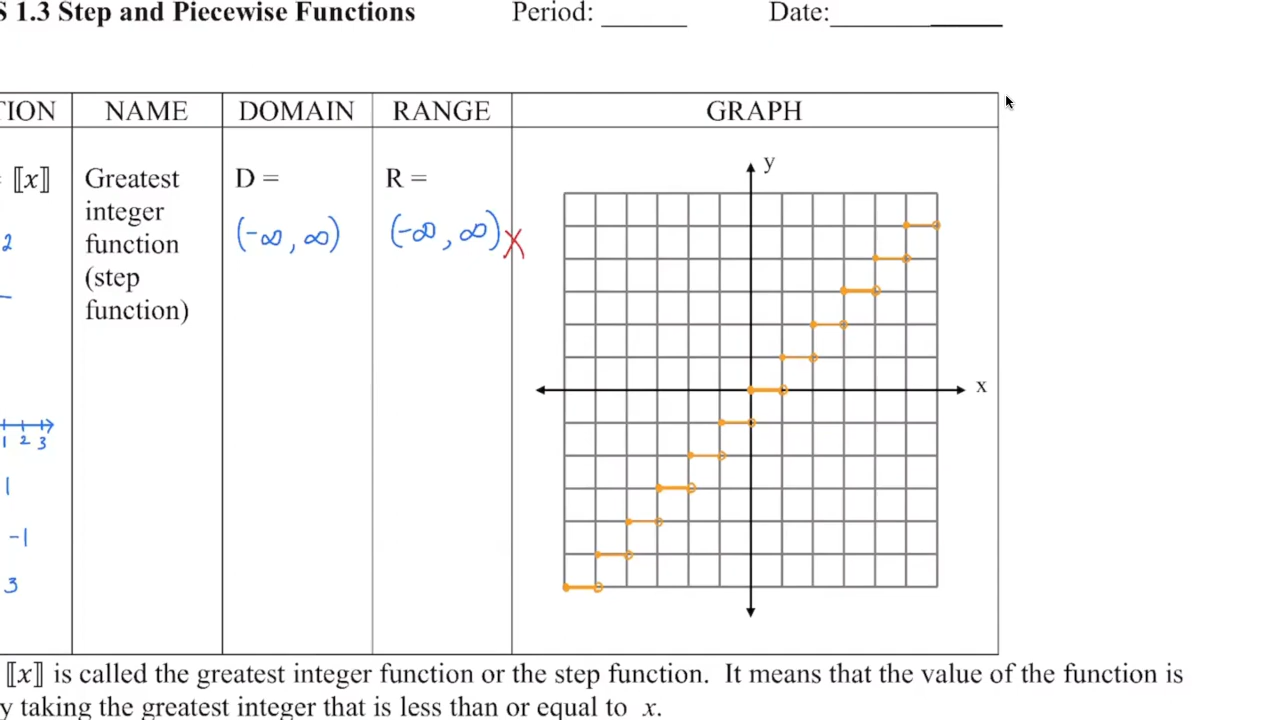 S 1.3 Step and Piecewise Functions Period: ______ Date:____________
TION NAME DOMAIN RANGE GRAPH
= ⟦x⟧
Greatest
integer
function
(step
function)
D =
(-∞, ∞)
R =
(-∞, ∞) X
y
x
2
1 2 3
1
-1
3
⟦x⟧ is called the greatest integer function or the step function. It means that the value of the function is
y taking the greatest integer that is less than or equal to x.